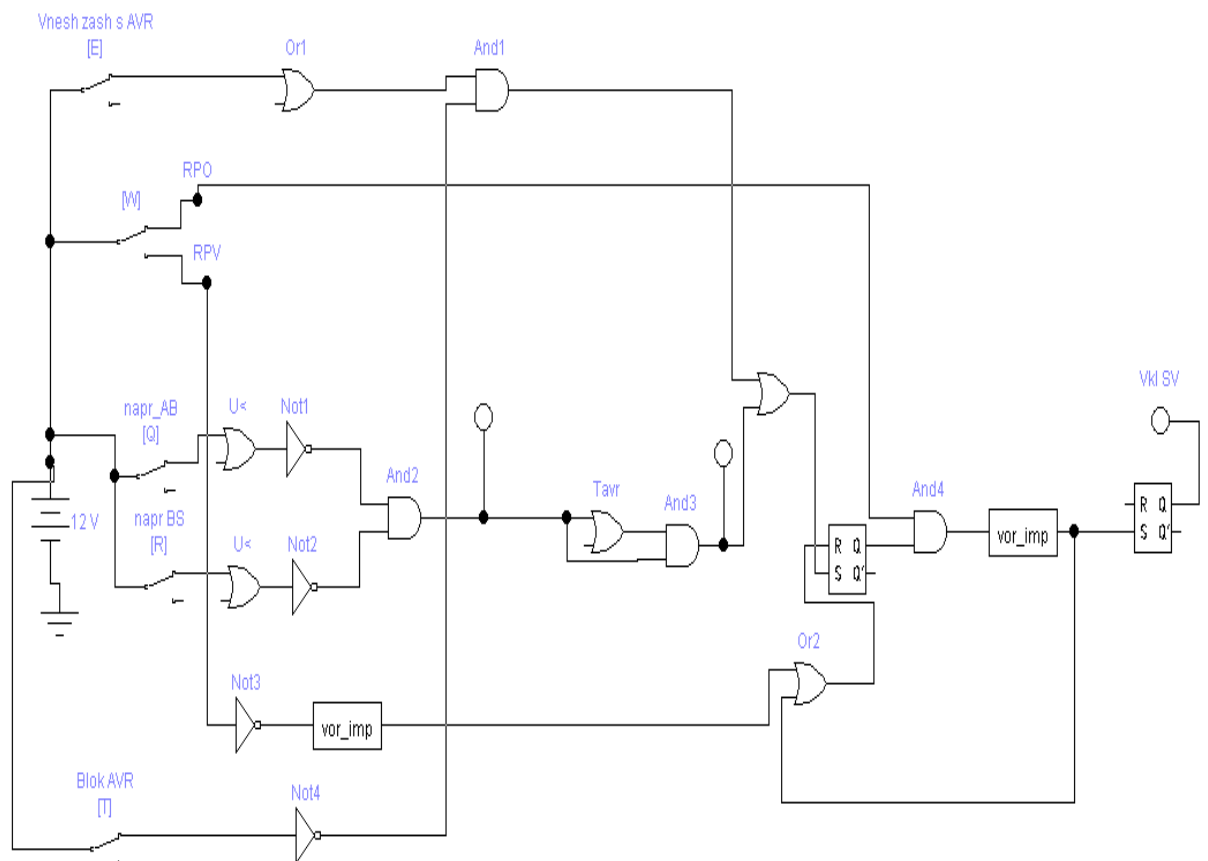 Vnesh zash s AVR
[E]
Or1
And1
RPO
[W]
RPV
napr_AB
[Q]
U<
Not1
And2
12 V
napr BS
[R]
U<
Not2
Tavr
And3
R Q
S Q'
And4
vor_imp
Vkl SV
R Q
S Q'
Or2
Not3
vor_imp
Blok AVR
[T]
Not4